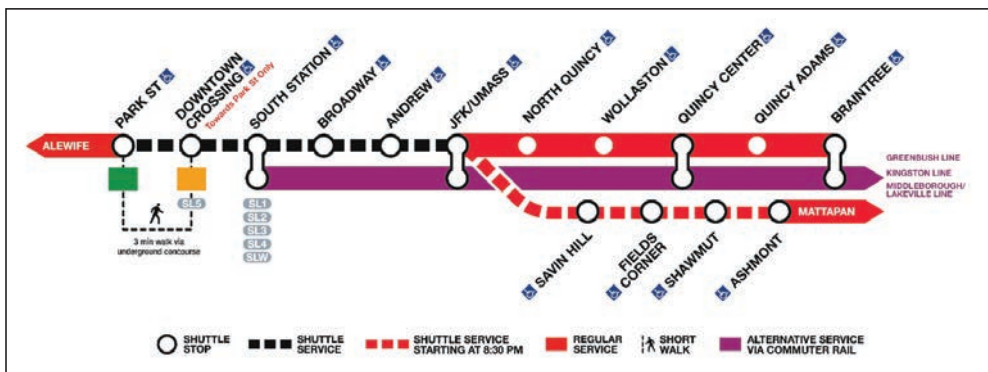 PARK ST
DOWNTOWN
CROSSING
Towards Park St Only
SOUTH STATION
BROADWAY
ANDREW
JFK/UMASS
NORTH QUINCY
WOLLASTON
QUINCY CENTER
QUINCY ADAMS
BRAINTREE
ALEWIFE
GREENBUSH LINE
KINGSTON LINE
MIDDLEBOROUGH/
LAKEVILLE LINE
SL5
SL1
SL2
SL3
SL4
SLW
MATTAPAN
3 min walk via
underground concourse
SAVIN HILL
FIELDS
CORNER
SHAWMUT
ASHMONT
SHUTTLE
STOP
SHUTTLE
SERVICE
SHUTTLE SERVICE
STARTING AT 8:30 PM
REGULAR
SERVICE
SHORT
WALK
ALTERNATIVE SERVICE
VIA COMMUTER RAIL